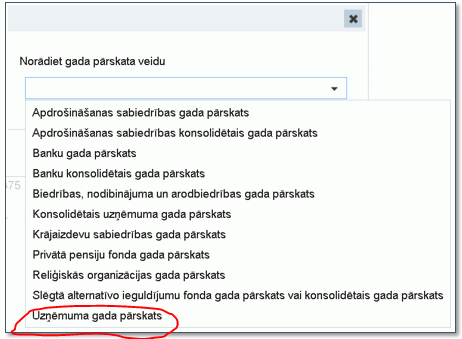 Norādiet gada pārskata veidu
Apdrošināšanas sabiedrības gada pārskats
Apdrošināšanas sabiedrības konsolidētais gada pārskats
Banku gada pārskats
Banku konsolidētais gada pārskats
Biedrības, nodibinājuma un arodbiedrības gada pārskats
Konsolidētais uzņēmuma gada pārskats
Krājaizdevu sabiedrības gada pārskats
Privātā pensiju fonda gada pārskats
Reliģiskās organizācijas gada pārskats
Slēgtā alternatīvo ieguldījumu fonda gada pārskats vai konsolidētais gada pārskats
Uzņēmuma gada pārskats